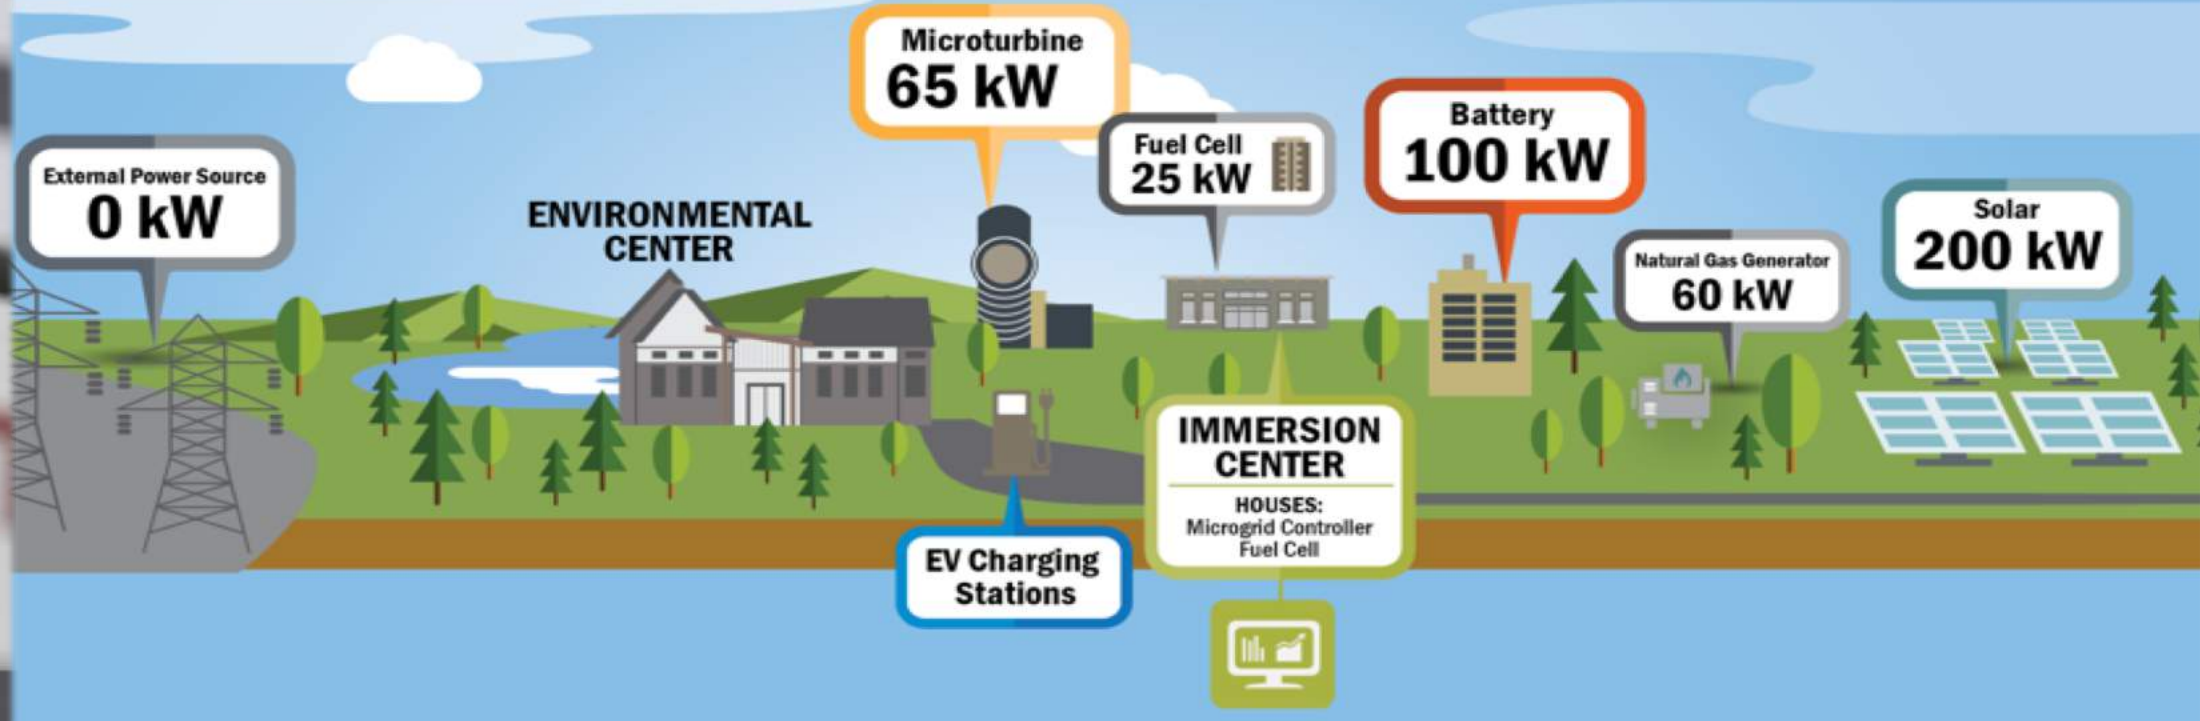 External Power Source
0 kW
ENVIRONMENTAL
CENTER
Microturbine
65 kW
Fuel Cell
25 kW
Battery
100 kW
Natural Gas Generator
60 kW
Solar
200 kW
EV Charging
Stations
IMMERSION
CENTER
HOUSES:
Microgrid Controller
Fuel Cell